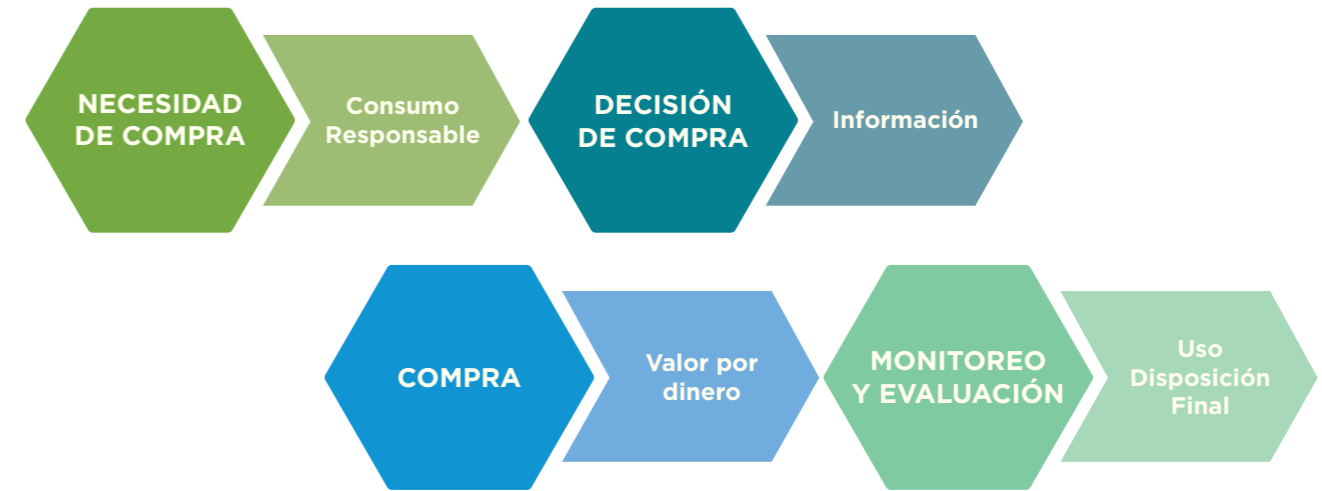 NECESIDAD
DE COMPRA
Consumo
Responsable
DECISIÓN
DE COMPRA
Información
COMPRA
Valor por
dinero
MONITOREO
Y EVALUACIÓN
Uso
Disposición
Final